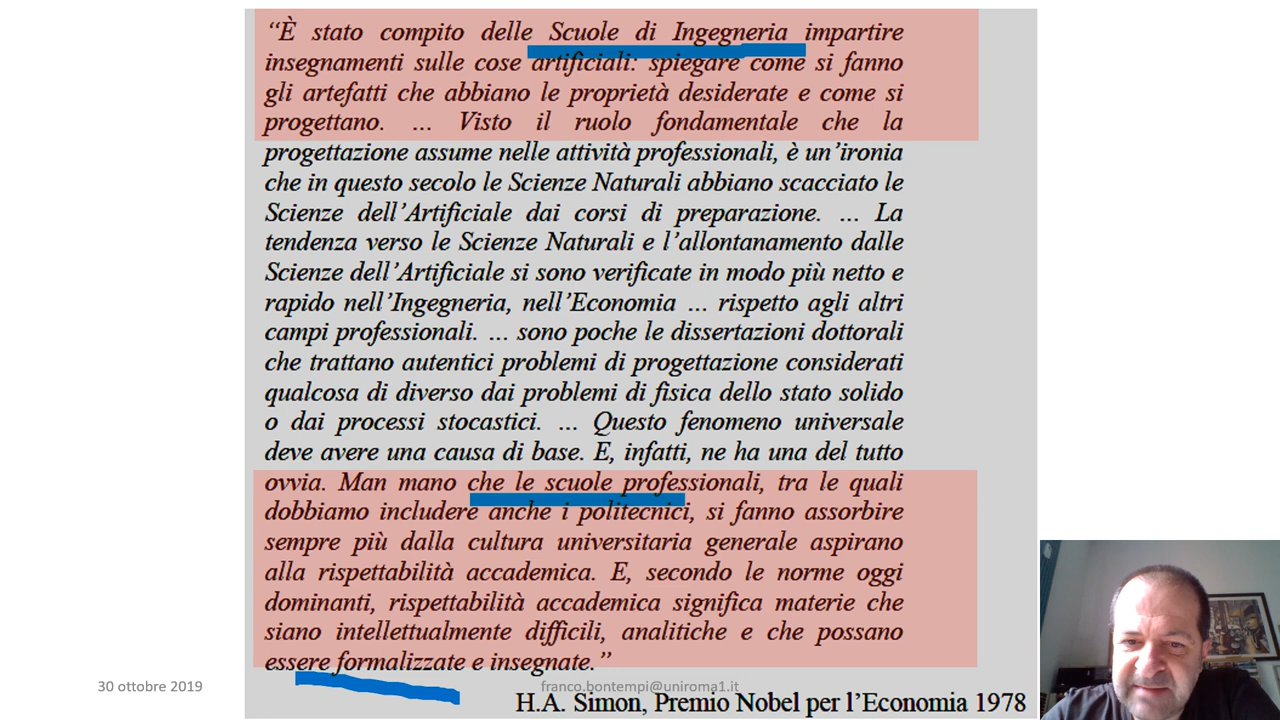 “È stato compito delle Scuole di Ingegneria impartire
insegnamenti sulle cose artificiali: spiegare come si fanno
gli artefatti che abbiano le proprietà desiderate e come si
progettano. ... Visto il ruolo fondamentale che la
progettazione assume nelle attività professionali, è un’ironia
che in questo secolo le Scienze Naturali abbiano scacciato le
Scienze dell’Artificiale dai corsi di preparazione. ... La
tendenza verso le Scienze Naturali e l’allontanamento dalle
Scienze dell’Artificiale si sono verificate in modo più netto e
rapido nell’Ingegneria, nell’Economia ... rispetto agli altri
campi professionali. ... sono poche le dissertazioni dottorali
che trattano autentici problemi di progettazione considerati
qualcosa di diverso dai problemi di fisica dello stato solido
o dai processi stocastici. ... Questo fenomeno universale
deve avere una causa di base. E, infatti, ne ha una del tutto
ovvia. Man mano che le scuole professionali, tra le quali
dobbiamo includere anche i politecnici, si fanno assorbire
sempre più dalla cultura universitaria generale aspirano
alla rispettabilità accademica. E, secondo le norme oggi
dominanti, rispettabilità accademica significa materie che
siano intellettualmente difficili, analitiche e che possano
essere formalizzate e insegnate.”
30 ottobre 2019
franco.bontempi@uniroma1.it
H.A. Simon, Premio Nobel per l’Economia 1978